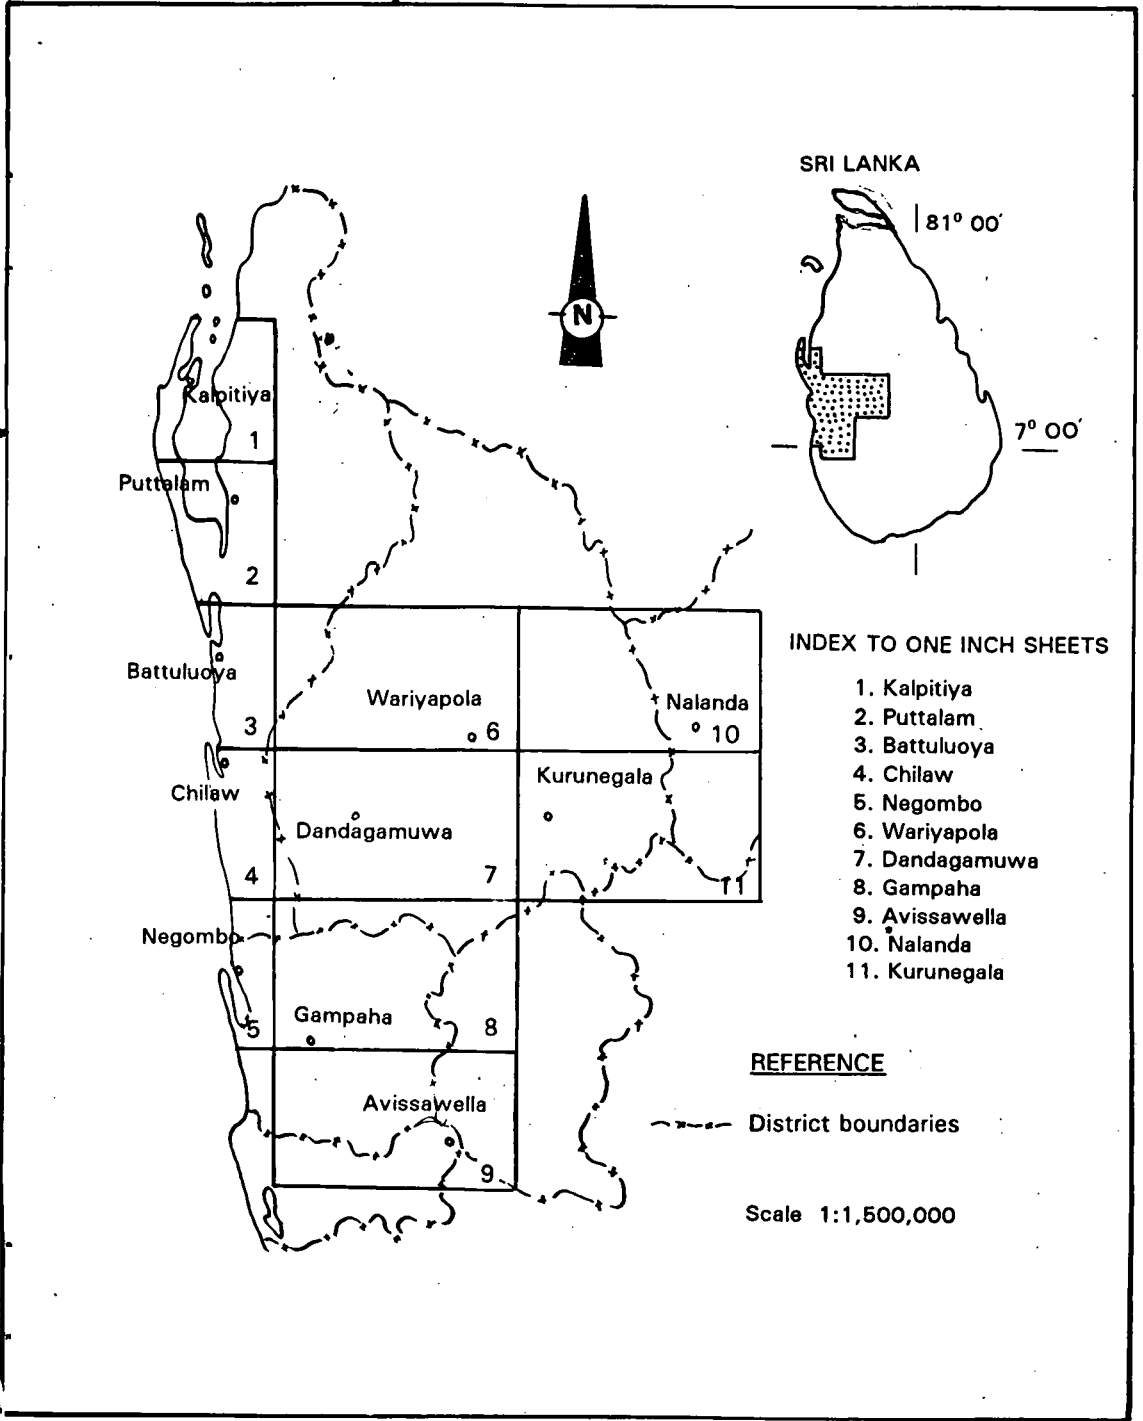 SRI LANKA
81° 00′
N
7° 00′
Kalpitiya
1
Puttalam
2
Battuluoya
3
Wariyapola
6
Nalanda
10
Chilaw
4
Dandagamuwa
7
Kurunegala
11
Negombo
5
Gampaha
8
Avissawella
9
INDEX TO ONE INCH SHEETS
1. Kalpitiya
2. Puttalam
3. Battuluoya
4. Chilaw
5. Negombo
6. Wariyapola
7. Dandagamuwa
8. Gampaha
9. Avissawella
10. Nalanda
11. Kurunegala
REFERENCE
District boundaries
Scale 1:1,500,000